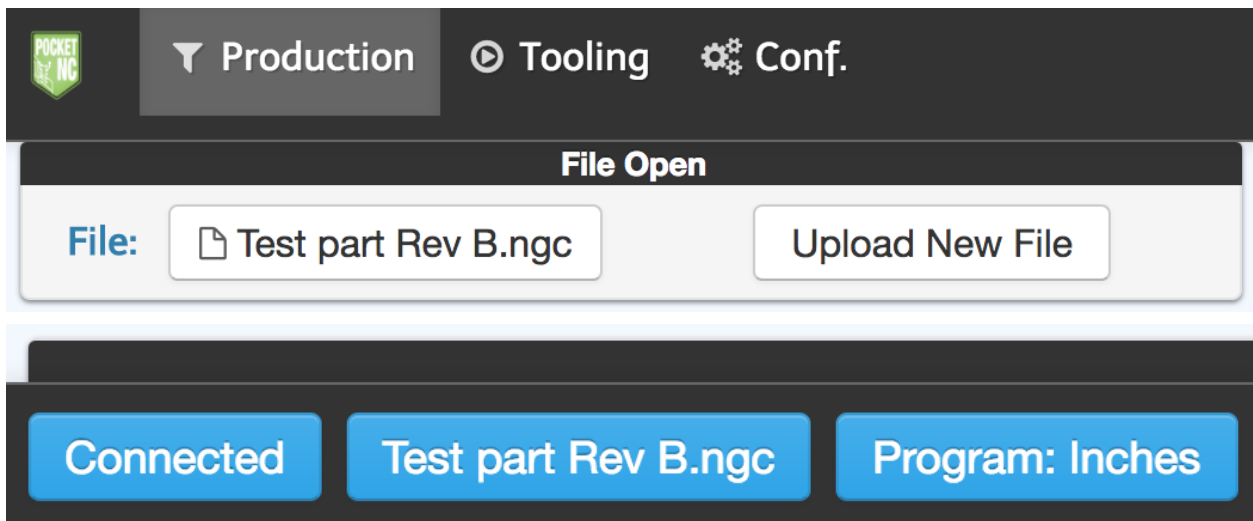 POCKET
NC
Production Tooling Conf.
File Open
File: Test part Rev B.ngc Upload New File
Connected Test part Rev B.ngc Program: Inches